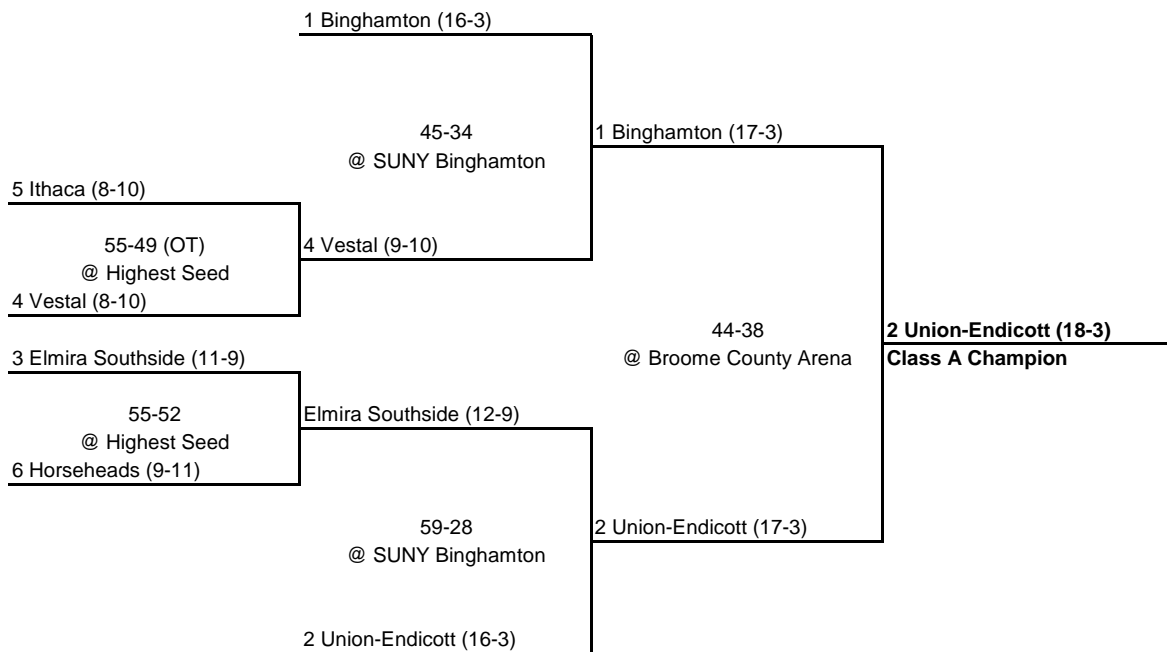 1 Binghamton (16-3)
45-34
@ SUNY Binghamton
1 Binghamton (17-3)
5 Ithaca (8-10)
55-49 (OT)
@ Highest Seed
4 Vestal (9-10)
4 Vestal (8-10)
44-38
@ Broome County Arena
2 Union-Endicott (18-3)
Class A Champion
3 Elmira Southside (11-9)
55-52
@ Highest Seed
Elmira Southside (12-9)
6 Horseheads (9-11)
59-28
@ SUNY Binghamton
2 Union-Endicott (17-3)
2 Union-Endicott (16-3)